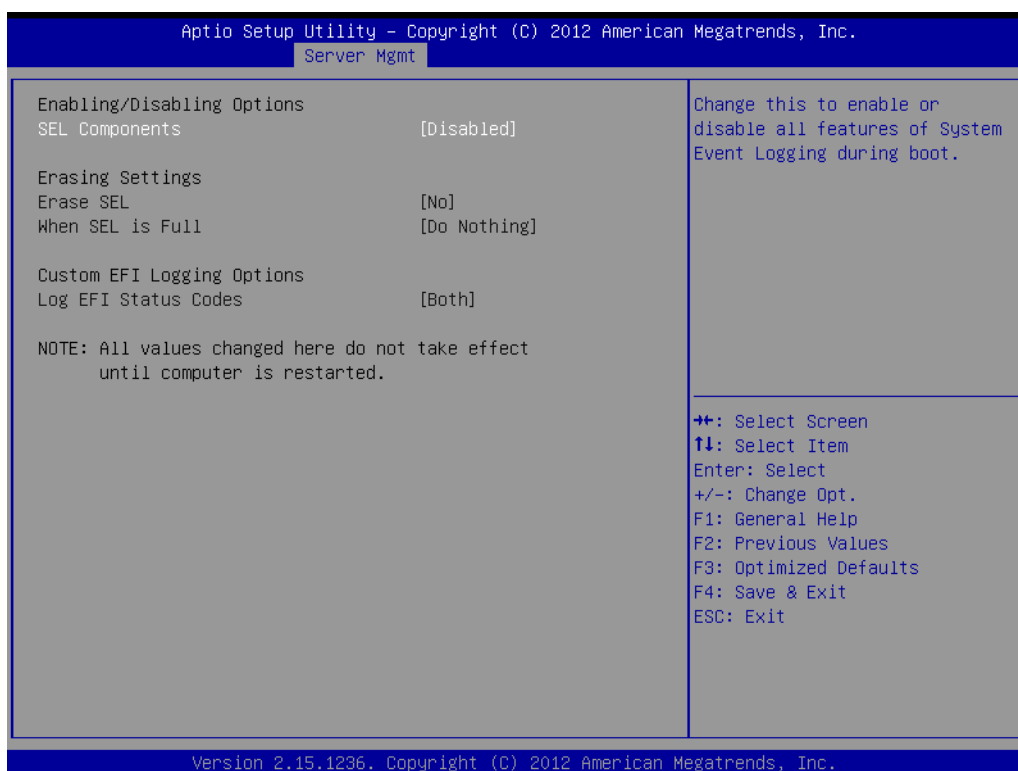 Aptio Setup Utility – Copyright (C) 2012 American Megatrends, Inc.
Server Mgmt
Enabling/Disabling Options
SEL Components [Disabled]
Erasing Settings
Erase SEL [No]
When SEL is Full [Do Nothing]
Custom EFI Logging Options
Log EFI Status Codes [Both]
NOTE: All values changed here do not take effect
until computer is restarted.
Change this to enable or
disable all features of System
Event Logging during boot.
→←: Select Screen
↑↓: Select Item
Enter: Select
+/-: Change Opt.
F1: General Help
F2: Previous Values
F3: Optimized Defaults
F4: Save & Exit
ESC: Exit
Version 2.15.1236. Copyright (C) 2012 American Megatrends, Inc.